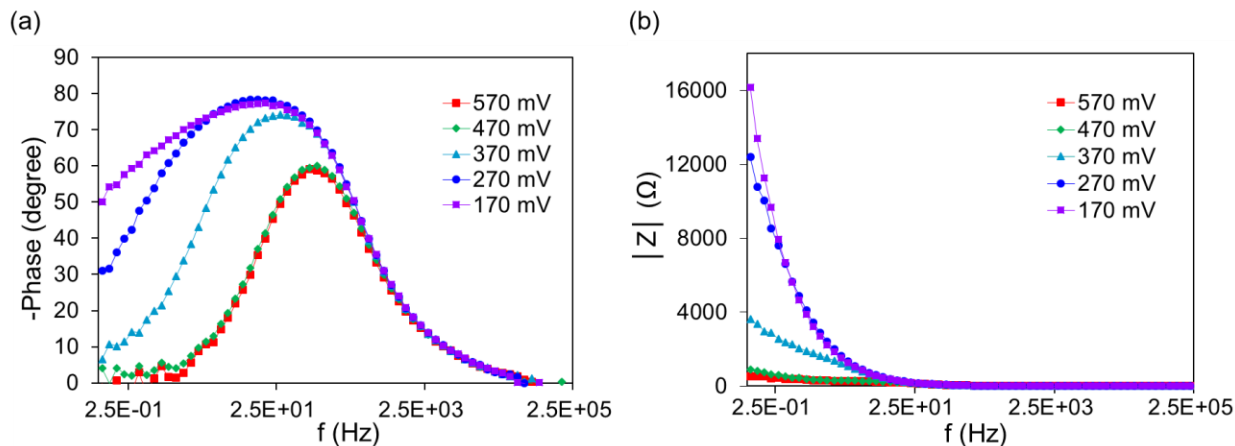 (a)
90
80
70
60
50
40
30
20
10
0
-Phase (degree)
570 mV
470 mV
370 mV
270 mV
170 mV
2.5E-01 2.5E+01 2.5E+03 2.5E+05
f (Hz)
(b)
16000
12000
8000
4000
0
|Z| (Ω)
570 mV
470 mV
370 mV
270 mV
170 mV
2.5E-01 2.5E+01 2.5E+03 2.5E+05
f (Hz)